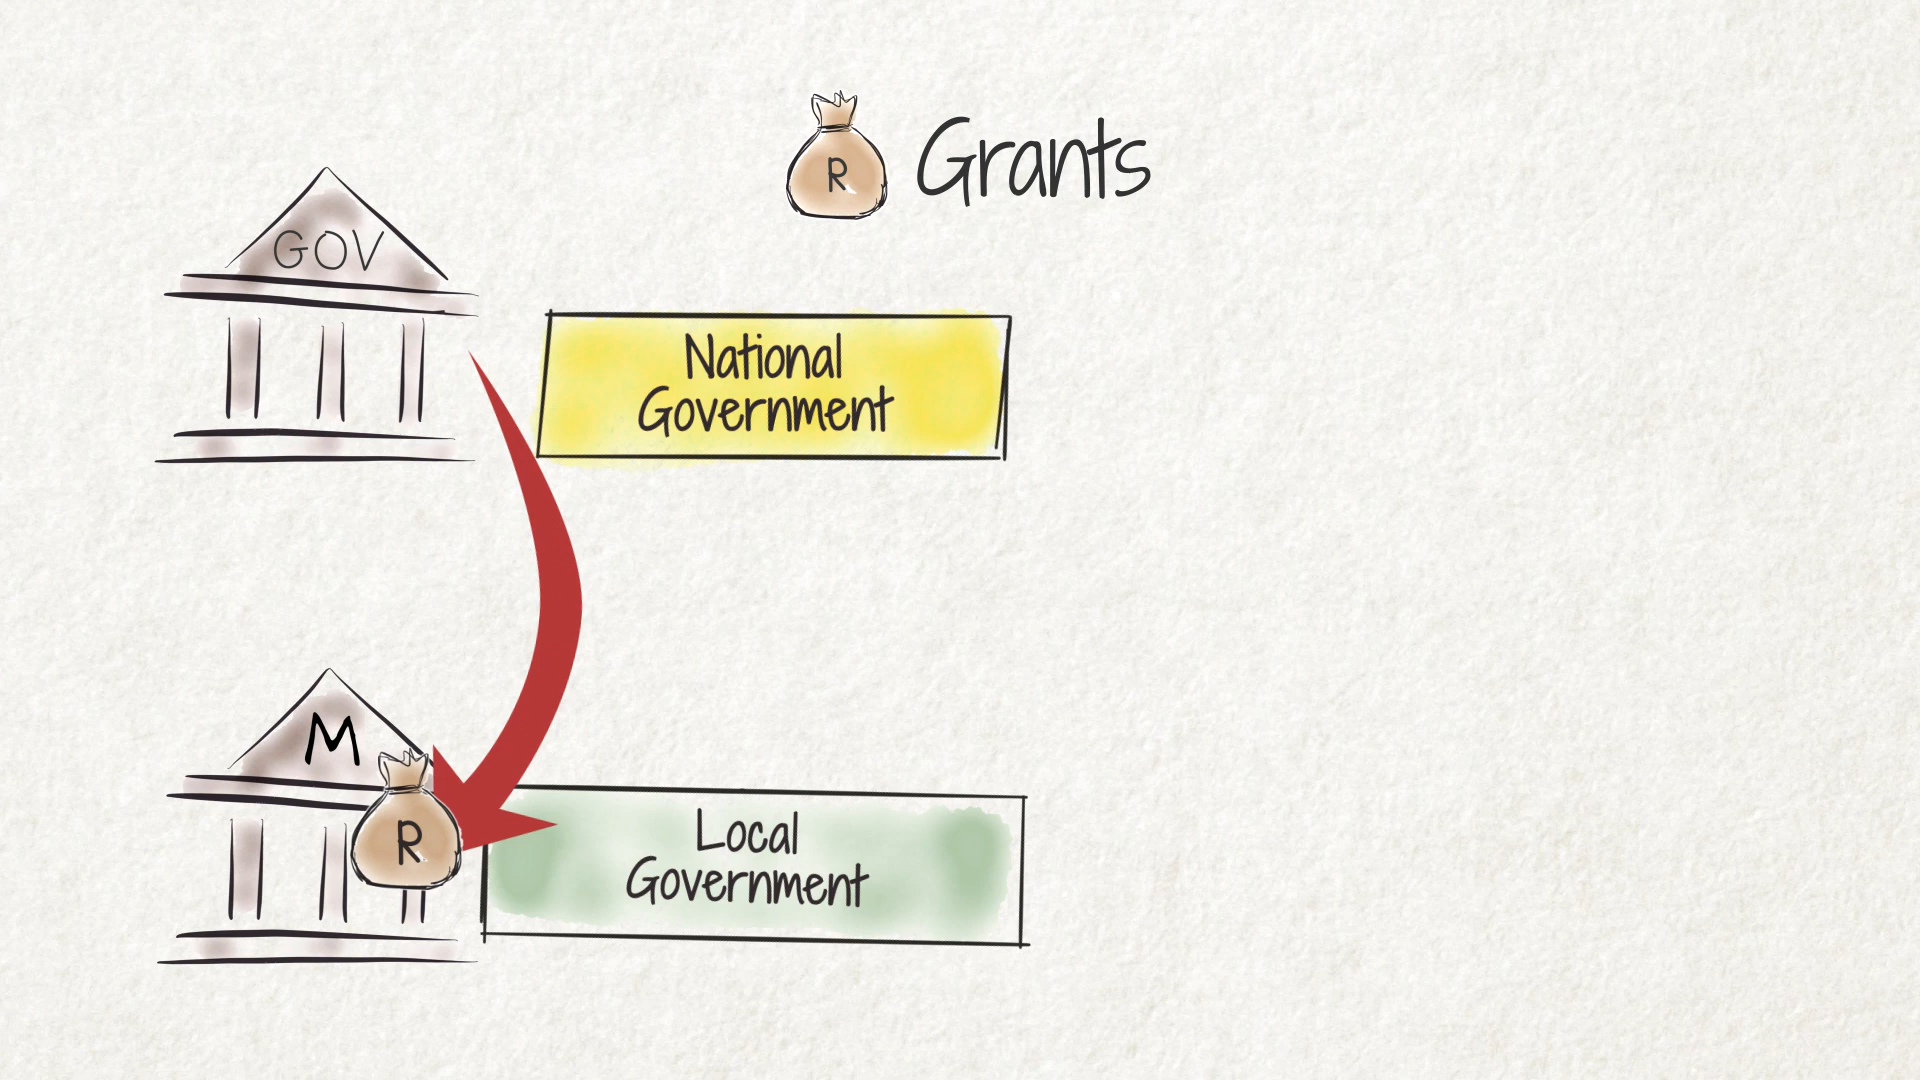 R
Grants
GOV
National
Government
M
R
Local
Government